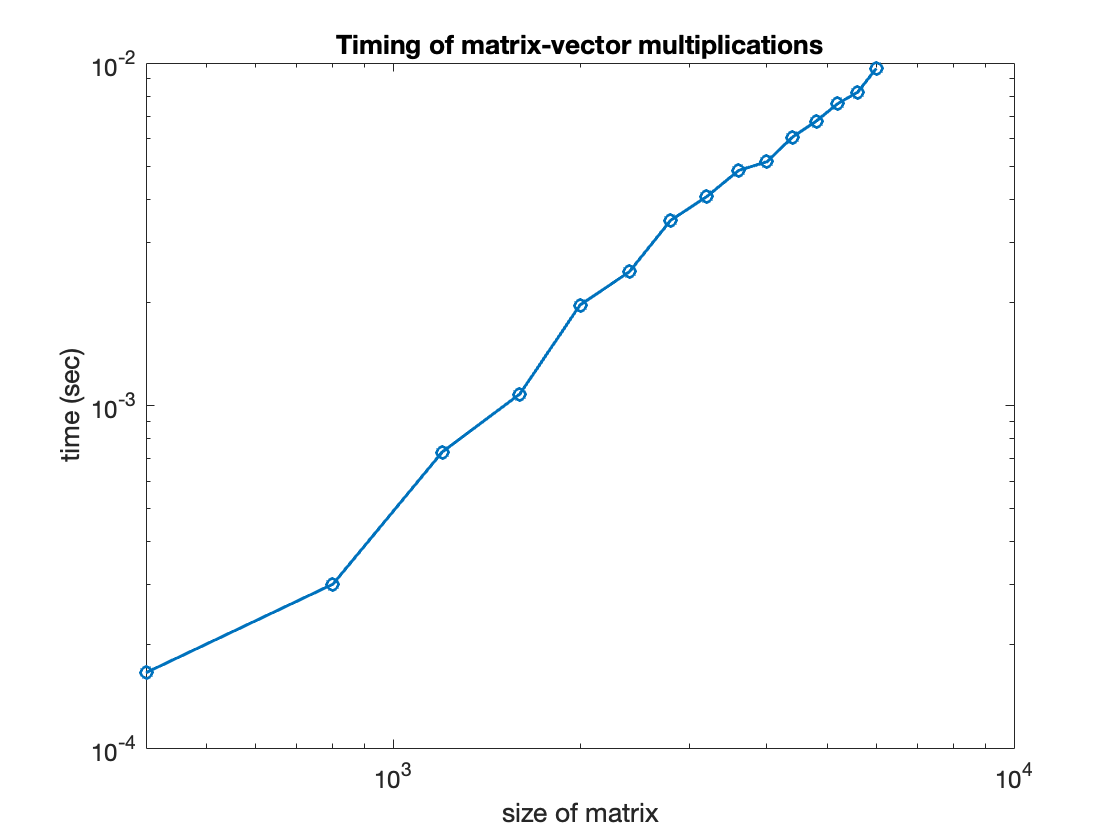 Timing of matrix-vector multiplications
10^-2
10^-3
10^-4
time (sec)
10^3
10^4
size of matrix